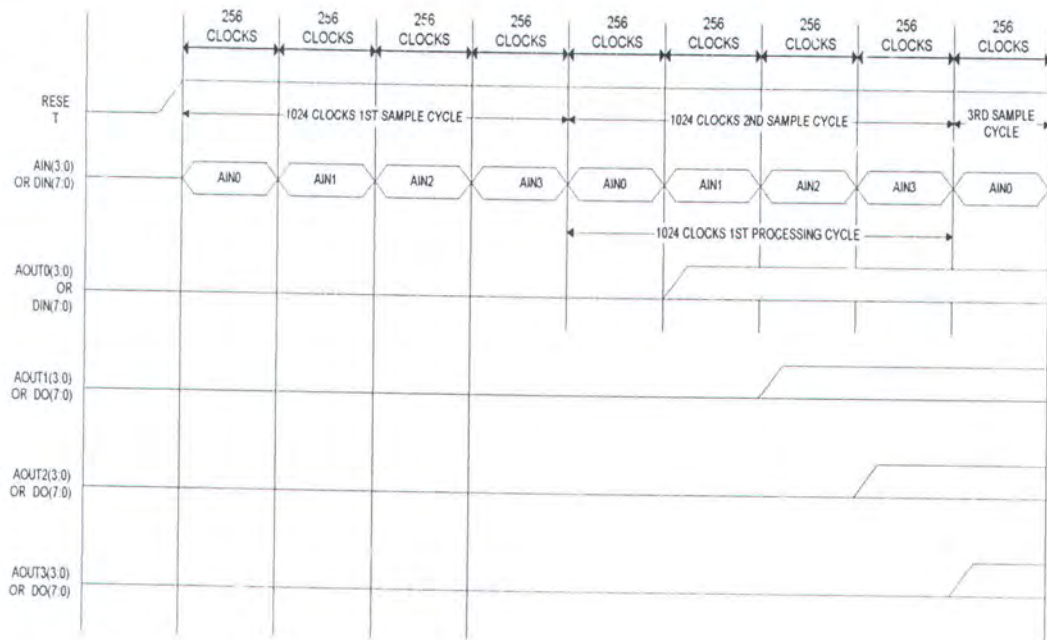 256 256 256 256 256 256 256 256 256
CLOCKS CLOCKS CLOCKS CLOCKS CLOCKS CLOCKS CLOCKS CLOCKS CLOCKS
RESE
T
1024 CLOCKS 1ST SAMPLE CYCLE
1024 CLOCKS 2ND SAMPLE CYCLE
3RD SAMPLE
CYCLE
AIN(3:0)
OR DIN(7:0)
AIN0 AIN1 AIN2 AIN3 AIN0 AIN1 AIN2 AIN3 AIN0
1024 CLOCKS 1ST PROCESSING CYCLE
AOUT0(3:0)
OR
DIN(7:0)
AOUT1(3:0)
OR DO(7:0)
AOUT2(3:0)
OR DO(7:0)
AOUT3(3:0)
OR DO(7:0)